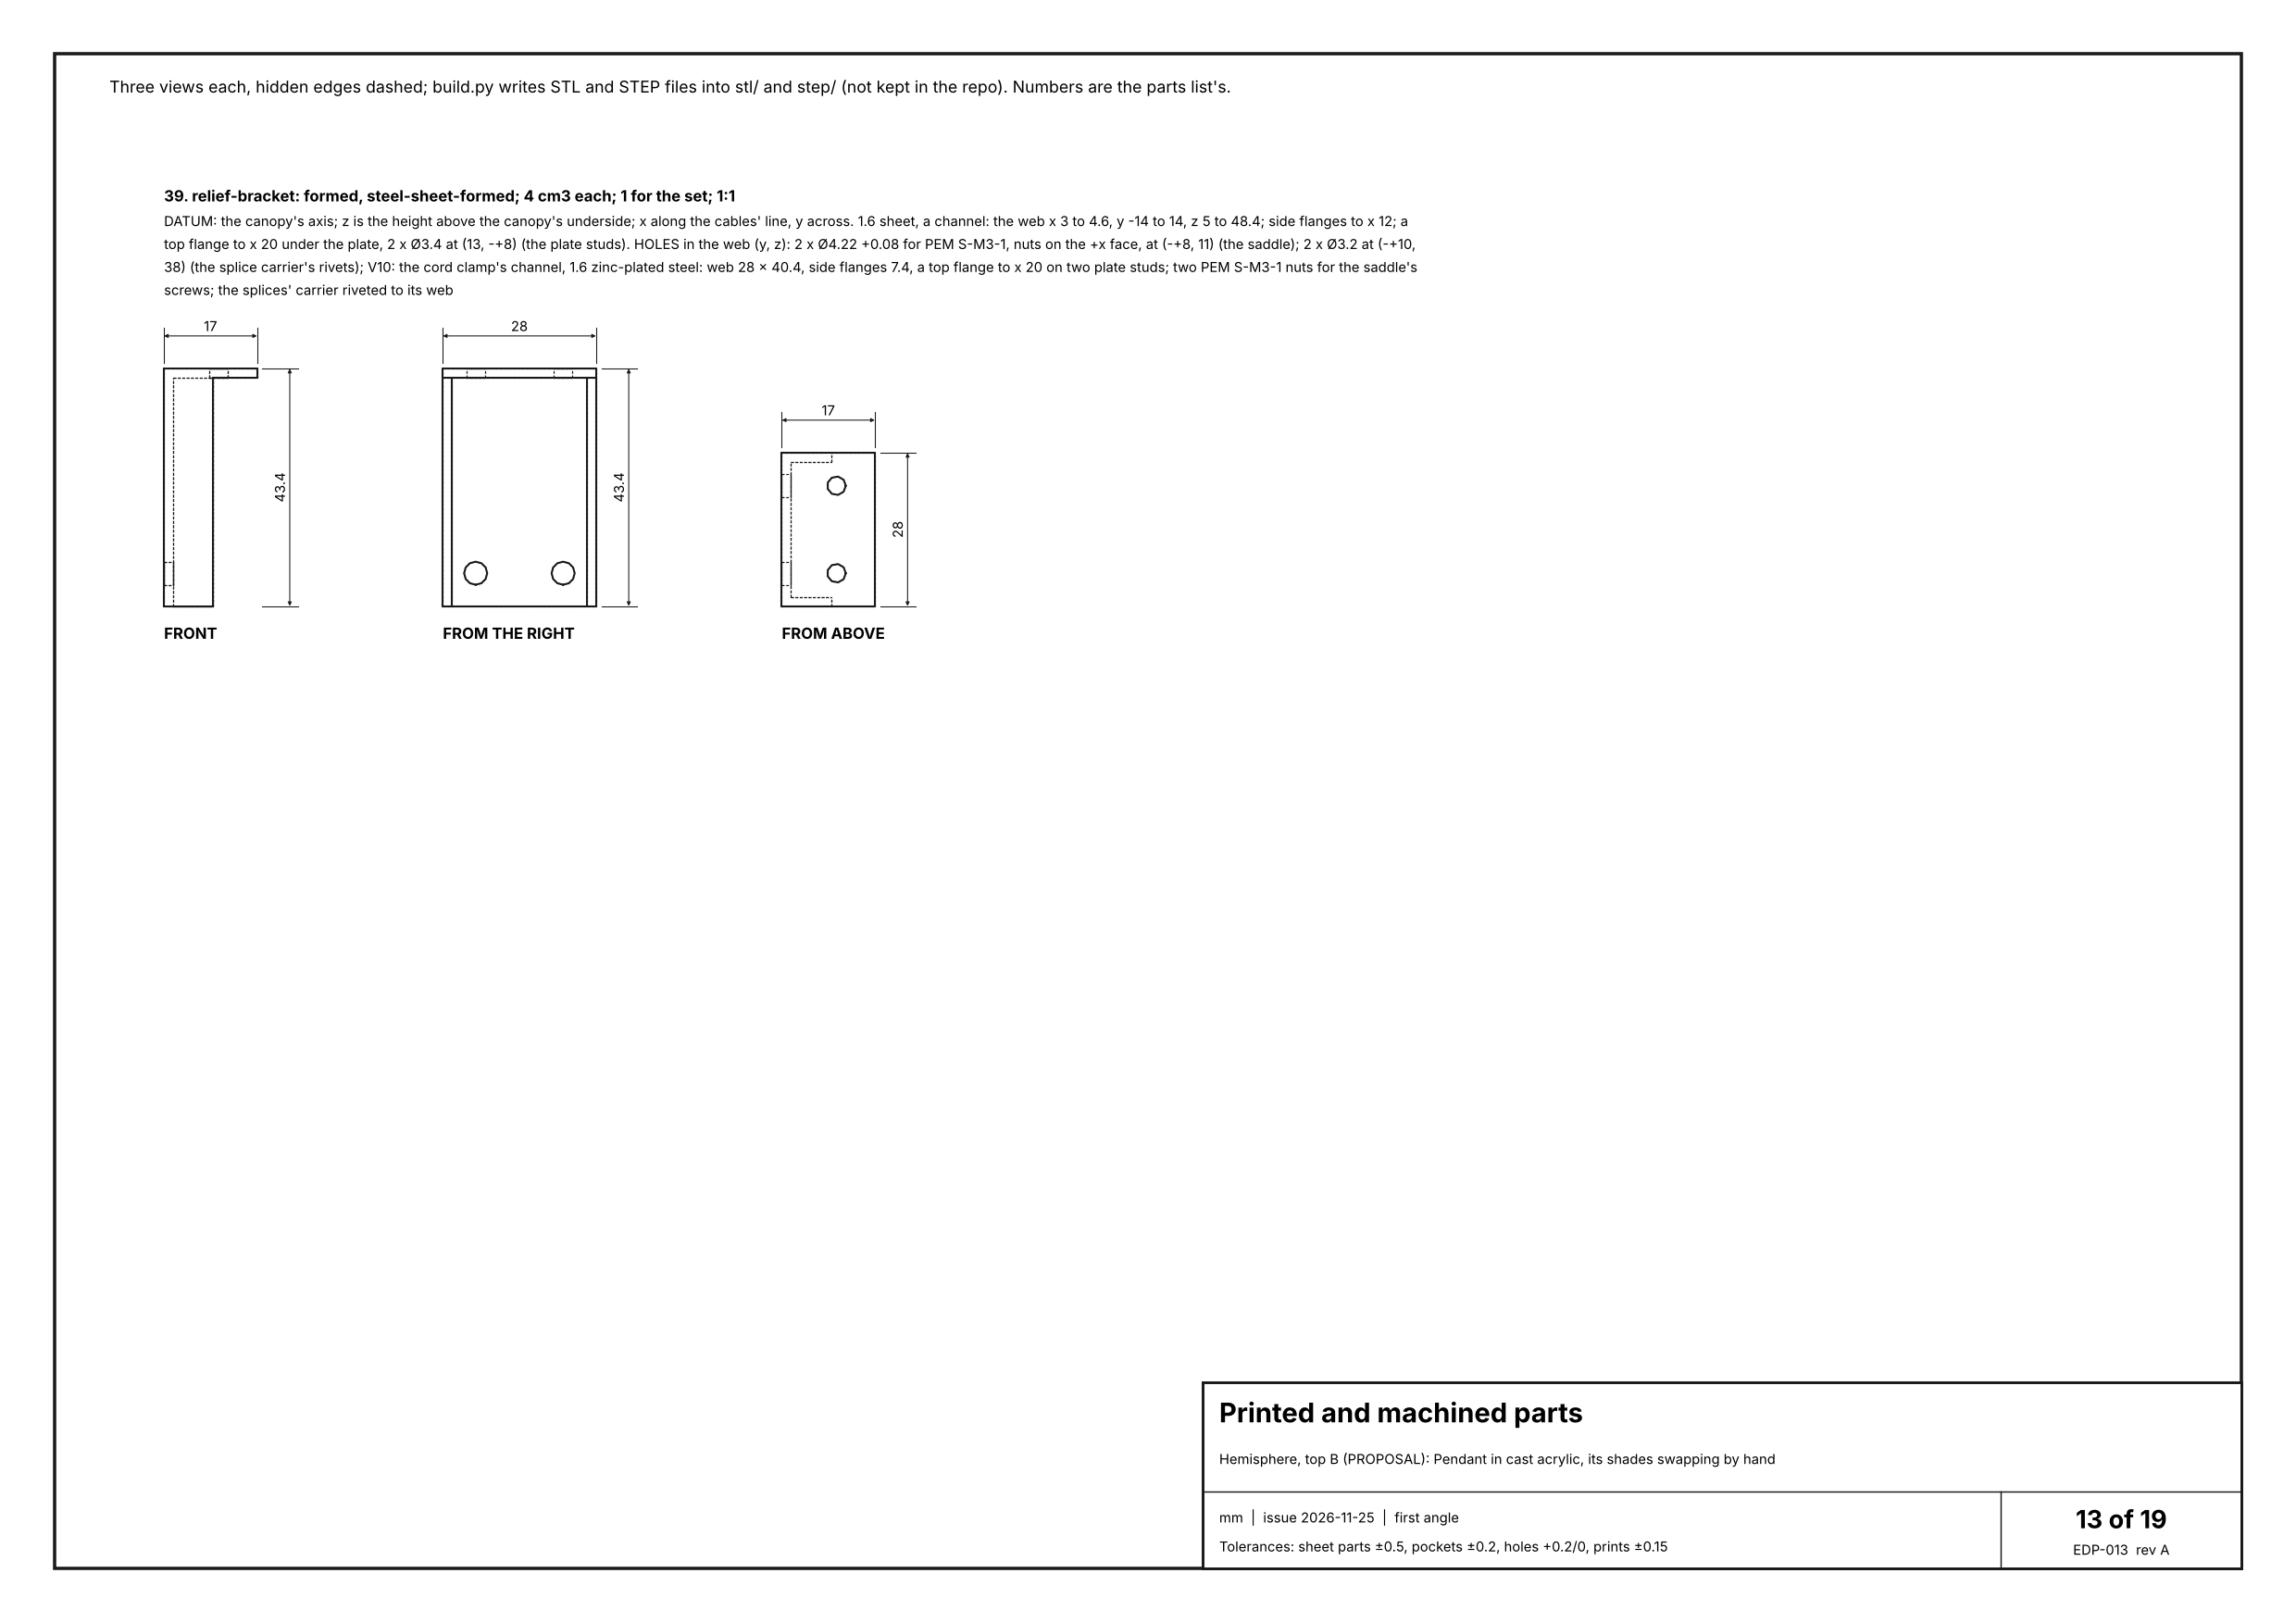 Three views each, hidden edges dashed; build.py writes STL and STEP files into stl/ and step/ (not kept in the repo). Numbers are the parts list's.
39. relief-bracket: formed, steel-sheet-formed; 4 cm3 each; 1 for the set; 1:1
DATUM: the canopy's axis; z is the height above the canopy's underside; x along the cables' line, y across. 1.6 sheet, a channel: the web x 3 to 4.6, y -14 to 14, z 5 to 48.4; side flanges to x 12; a
top flange to x 20 under the plate, 2 x Ø3.4 at (13, -+8) (the plate studs). HOLES in the web (y, z): 2 x Ø4.22 +0.08 for PEM S-M3-1, nuts on the +x face, at (-+8, 11) (the saddle); 2 x Ø3.2 at (-+10,
38) (the splice carrier's rivets); V10: the cord clamp's channel, 1.6 zinc-plated steel: web 28 × 40.4, side flanges 7.4, a top flange to x 20 on two plate studs; two PEM S-M3-1 nuts for the saddle's
screws; the splices' carrier riveted to its web
17
43.4
FRONT
28
43.4
FROM THE RIGHT
17
28
FROM ABOVE
Printed and machined parts
Hemisphere, top B (PROPOSAL): Pendant in cast acrylic, its shades swapping by hand
mm | issue 2026-11-25 | first angle
Tolerances: sheet parts ±0.5, pockets ±0.2, holes +0.2/0, prints ±0.15
13 of 19
EDP-013 rev A